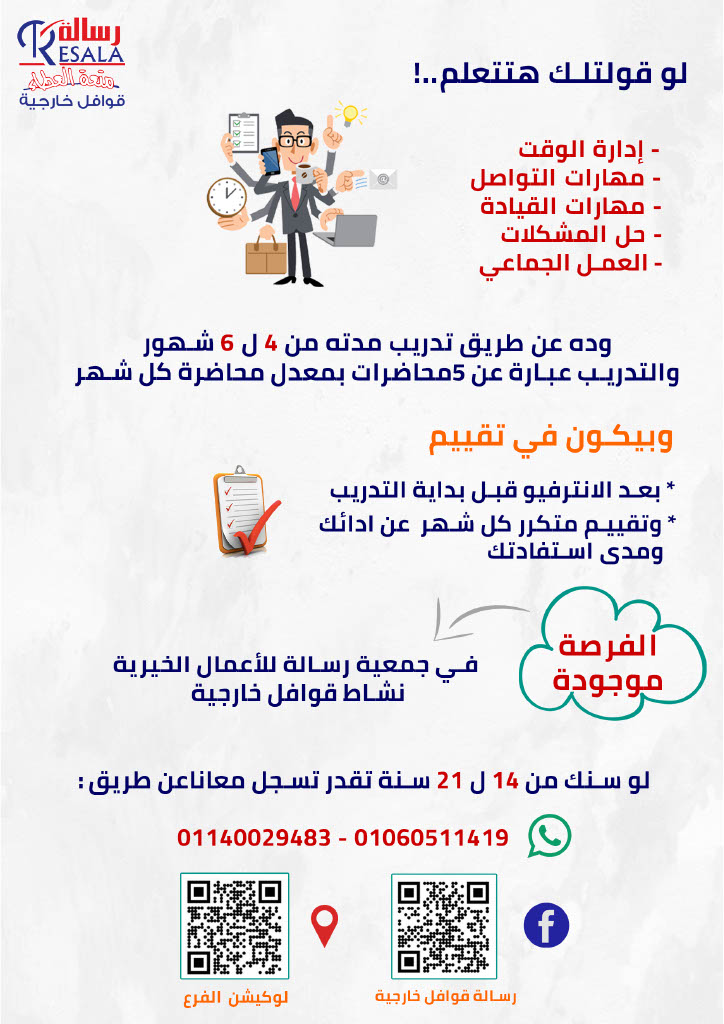 رسالة
RESALA
متعة العطاء
قوافل خارجية
لو قولتلك هتتعلم..!
- إدارة الوقت
- مهارات التواصل
- مهارات القيادة
- حل المشكلات
- العمل الجماعي
وده عن طريق تدريب مدته من 4 ل 6 شهور
والتدريب عبارة عن 5محاضرات بمعدل محاضرة كل شهر
وبيكون في تقييم
* بعد الانترفيو قبل بداية التدريب
* وتقييم متكرر كل شهر عن ادائك
ومدى استفادتك
الفرصة
موجودة
في جمعية رسالة للأعمال الخيرية
نشاط قوافل خارجية
لو سنك من 14 ل 21 سنة تقدر تسجل معاناعن طريق :
01140029483 - 01060511419
رسالة قوافل خارجية
لوكيشن الفرع